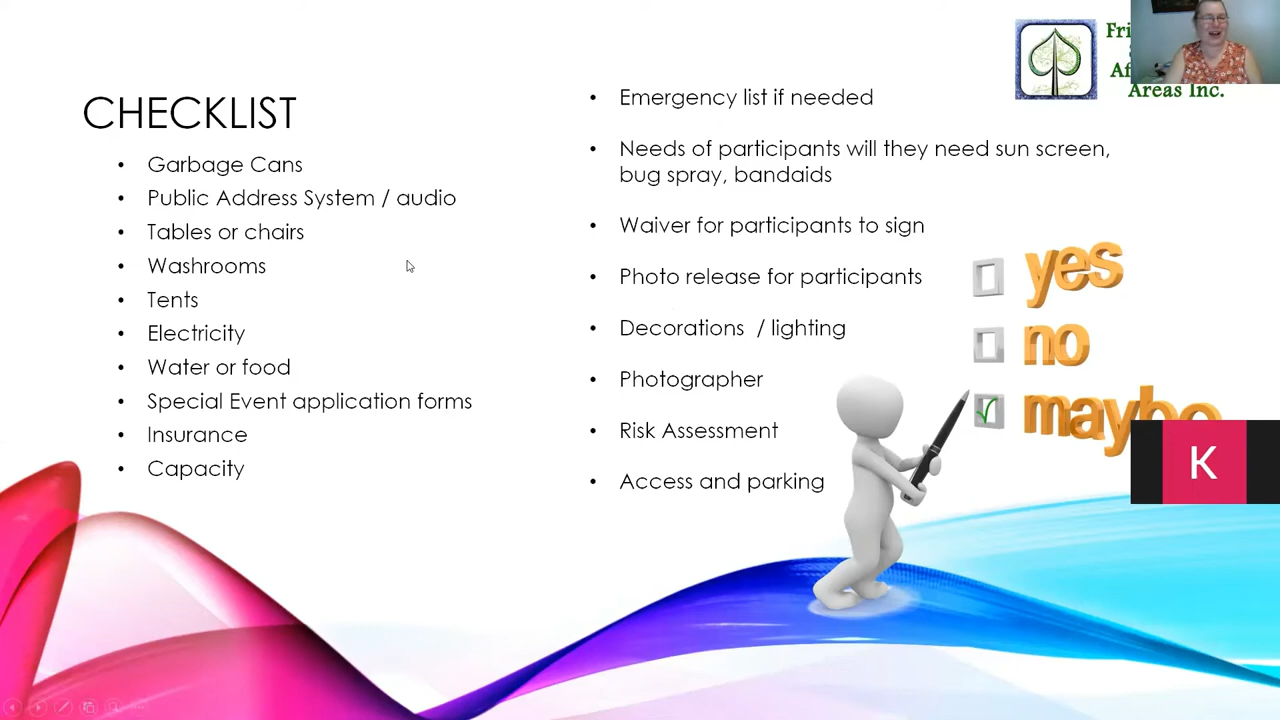 CHECKLIST
Garbage Cans
Public Address System / audio
Tables or chairs
Washrooms
Tents
Electricity
Water or food
Special Event application forms
Insurance
Capacity
Emergency list if needed
Needs of participants will they need sun screen,
bug spray, bandaids
Waiver for participants to sign
Photo release for participants
Decorations / lighting
Photographer
Risk Assessment
Access and parking
yes
no
maybe
Areas Inc.
K